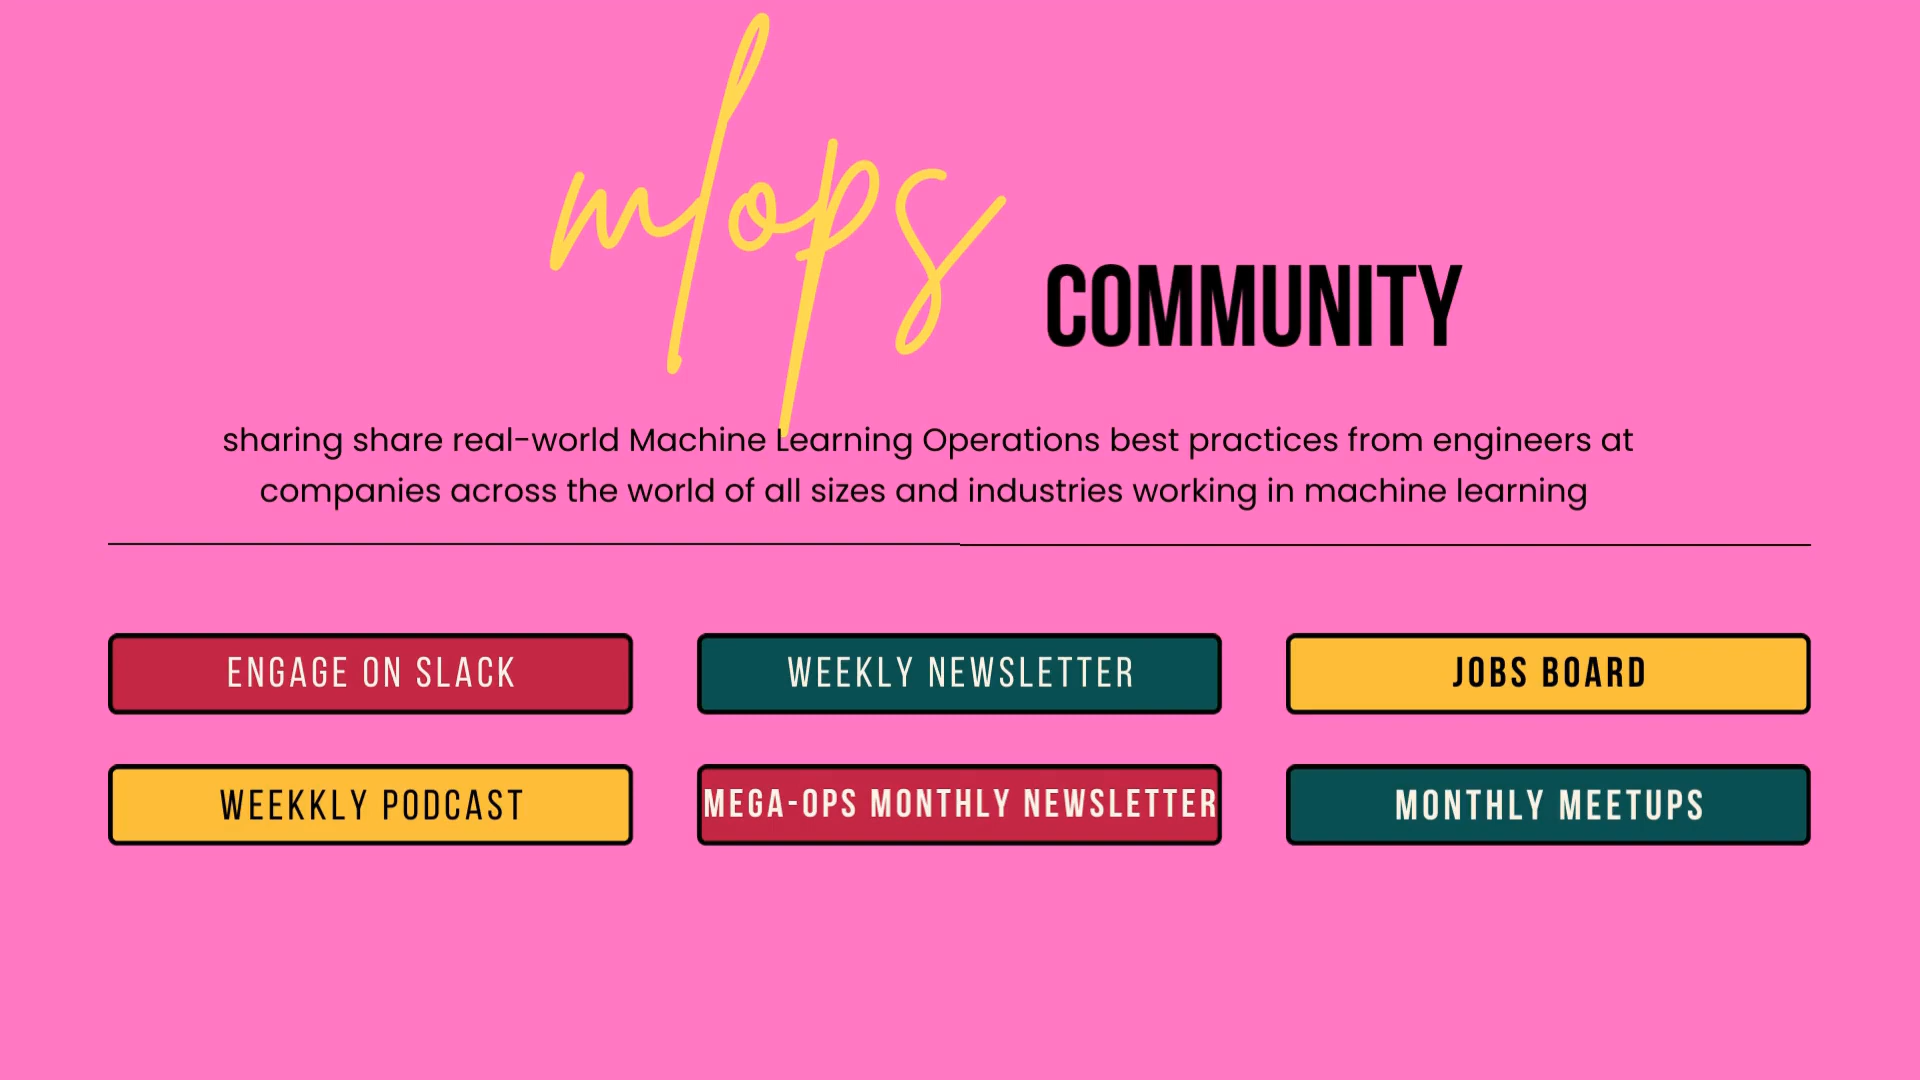 mlops COMMUNITY
sharing share real-world Machine Learning Operations best practices from engineers at
companies across the world of all sizes and industries working in machine learning
ENGAGE ON SLACK
WEEKLY NEWSLETTER
JOBS BOARD
WEEKKLY PODCAST
MEGA-OPS MONTHLY NEWSLETTER
MONTHLY MEETUPS